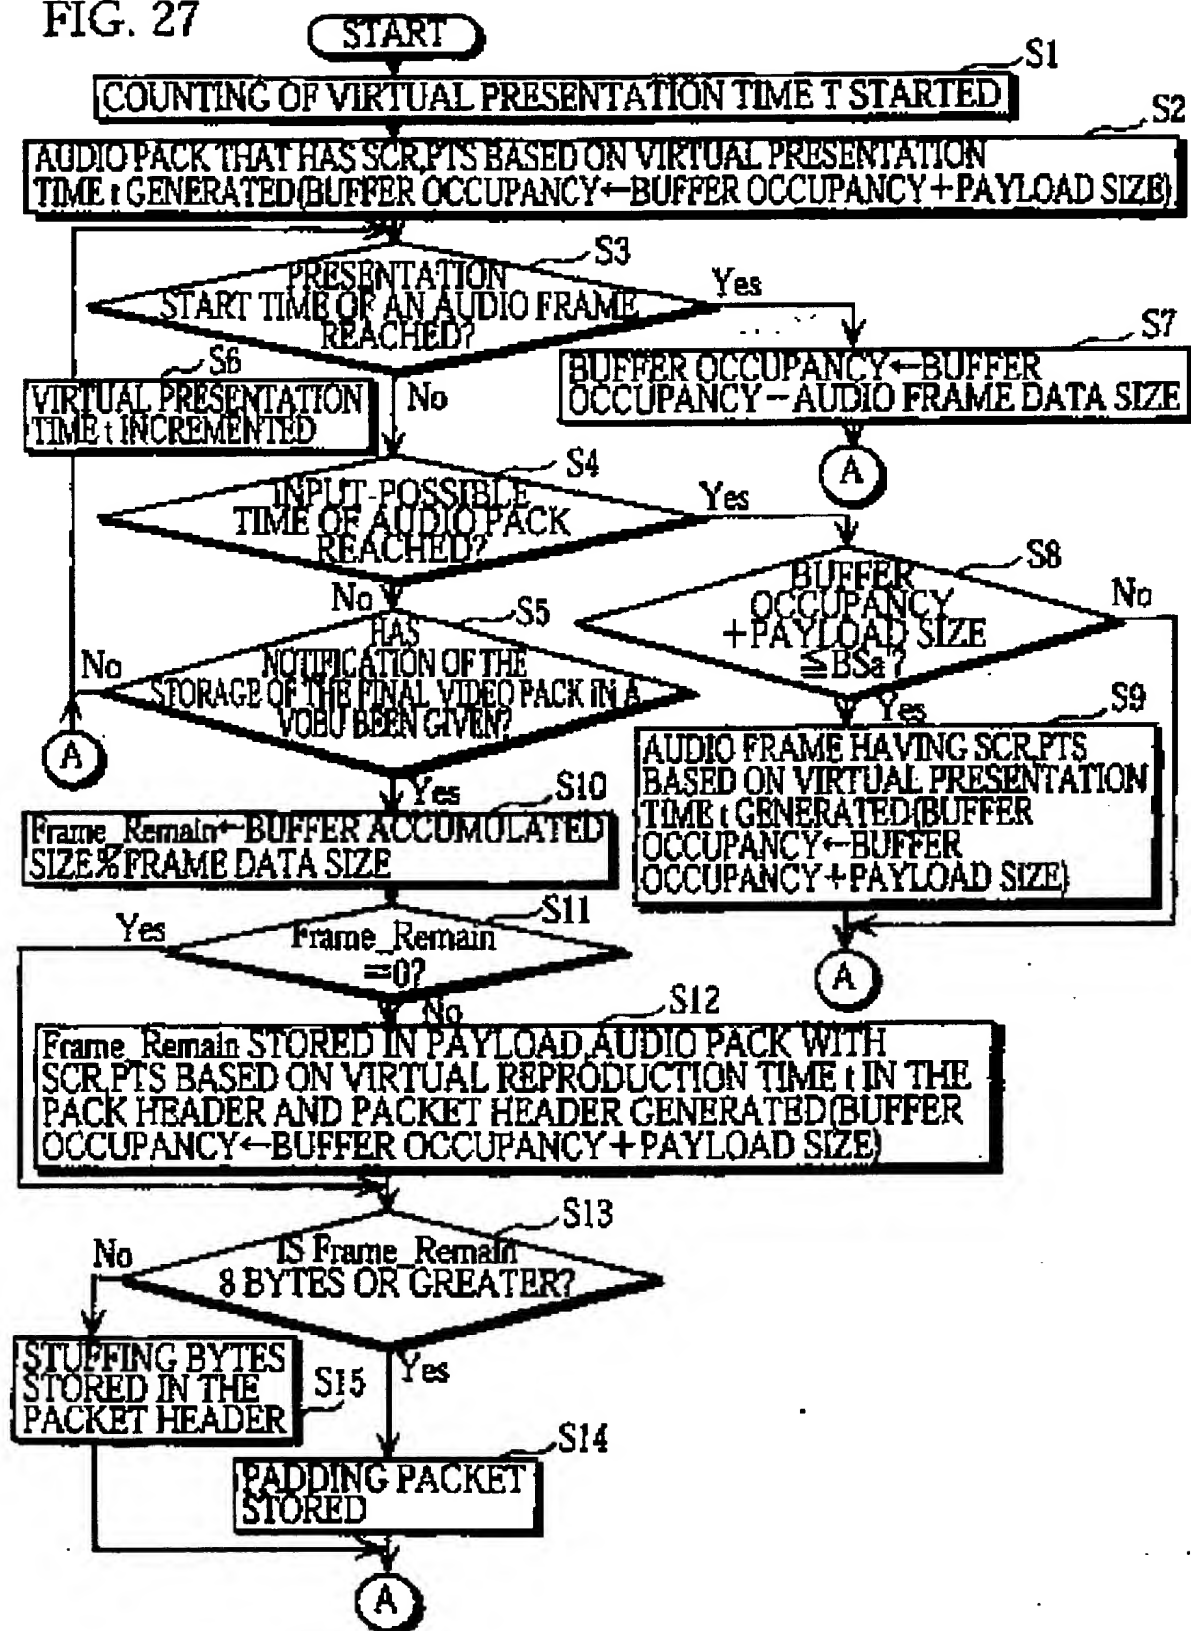 FIG. 27
START
S1
COUNTING OF VIRTUAL PRESENTATION TIME T STARTED
S2
AUDIO PACK THAT HAS SCR,PTS BASED ON VIRTUAL PRESENTATION
TIME t GENERATED(BUFFER OCCUPANCY←BUFFER OCCUPANCY+PAYLOAD SIZE)
S3
PRESENTATION
START TIME OF AN AUDIO FRAME
REACHED?
Yes
No
S7
BUFFER OCCUPANCY←BUFFER
OCCUPANCY-AUDIO FRAME DATA SIZE
A
S6
VIRTUAL PRESENTATION
TIME t INCREMENTED
S4
INPUT-POSSIBLE
TIME OF AUDIO PACK
REACHED?
Yes
No
S8
BUFFER
OCCUPANCY
+PAYLOAD SIZE
≦BSa?
No
Yes
S5
HAS
NOTIFICATION OF THE
STORAGE OF THE FINAL VIDEO PACK IN A
VOBU BEEN GIVEN?
No
A
Yes
S9
AUDIO FRAME HAVING SCR,PTS
BASED ON VIRTUAL PRESENTATION
TIME t GENERATED(BUFFER
OCCUPANCY←BUFFER
OCCUPANCY+PAYLOAD SIZE)
A
S10
Frame_Remain←BUFFER ACCUMULATED
SIZE%FRAME DATA SIZE
S11
Frame_Remain
==0?
Yes
No
S12
Frame_Remain STORED IN PAYLOAD,AUDIO PACK WITH
SCR,PTS BASED ON VIRTUAL REPRODUCTION TIME t IN THE
PACK HEADER AND PACKET HEADER GENERATED(BUFFER
OCCUPANCY←BUFFER OCCUPANCY+PAYLOAD SIZE)
S13
IS Frame_Remain
8 BYTES OR GREATER?
No
Yes
S15
STUFFING BYTES
STORED IN THE
PACKET HEADER
S14
PADDING PACKET
STORED
A